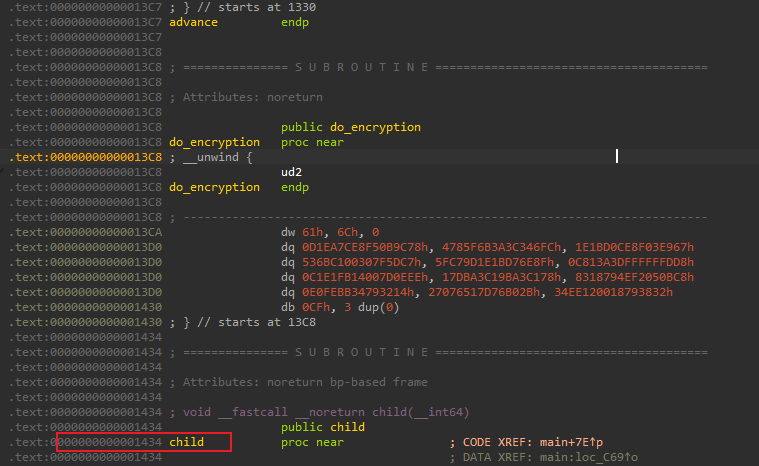 .text:00000000000013C7 ; } // starts at 1330
.text:00000000000013C7 advance endp
.text:00000000000013C7
.text:00000000000013C8
.text:00000000000013C8 ; =============== S U B R O U T I N E =======================================
.text:00000000000013C8
.text:00000000000013C8 ; Attributes: noreturn
.text:00000000000013C8
.text:00000000000013C8 public do_encryption
.text:00000000000013C8 do_encryption proc near
.text:00000000000013C8 ; __unwind {
.text:00000000000013C8 ud2
.text:00000000000013C8 do_encryption endp
.text:00000000000013C8
.text:00000000000013C8 ; ---------------------------------------------------------------------------
.text:00000000000013CA dw 61h, 6Ch, 0
.text:00000000000013D0 dq 0D1EA7CE8F50B9C78h, 4785F6B3A3C346FCh, 1E1BD0CE8F03E967h
.text:00000000000013D0 dq 536BC100307F5DC7h, 5FC79D1E1BD76E8Fh, 0C813A3DFFFFFFDD8h
.text:00000000000013D0 dq 0C1E1FB14007D0EEEh, 17DBA3C19BA3C178h, 8318794EF2050BC8h
.text:00000000000013D0 dq 0E0FEBB34793214h, 27076517D76B02Bh, 34EE120018793832h
.text:0000000000001430 db 0CFh, 3 dup(0)
.text:0000000000001430 ; } // starts at 13C8
.text:0000000000001434
.text:0000000000001434 ; =============== S U B R O U T I N E =======================================
.text:0000000000001434
.text:0000000000001434 ; Attributes: noreturn bp-based frame
.text:0000000000001434
.text:0000000000001434 ; void __fastcall __noreturn child(__int64)
.text:0000000000001434 public child
.text:0000000000001434 child proc near ; CODE XREF: main+7E↑p
.text:0000000000001434 ; DATA XREF: main:loc_C69↑o